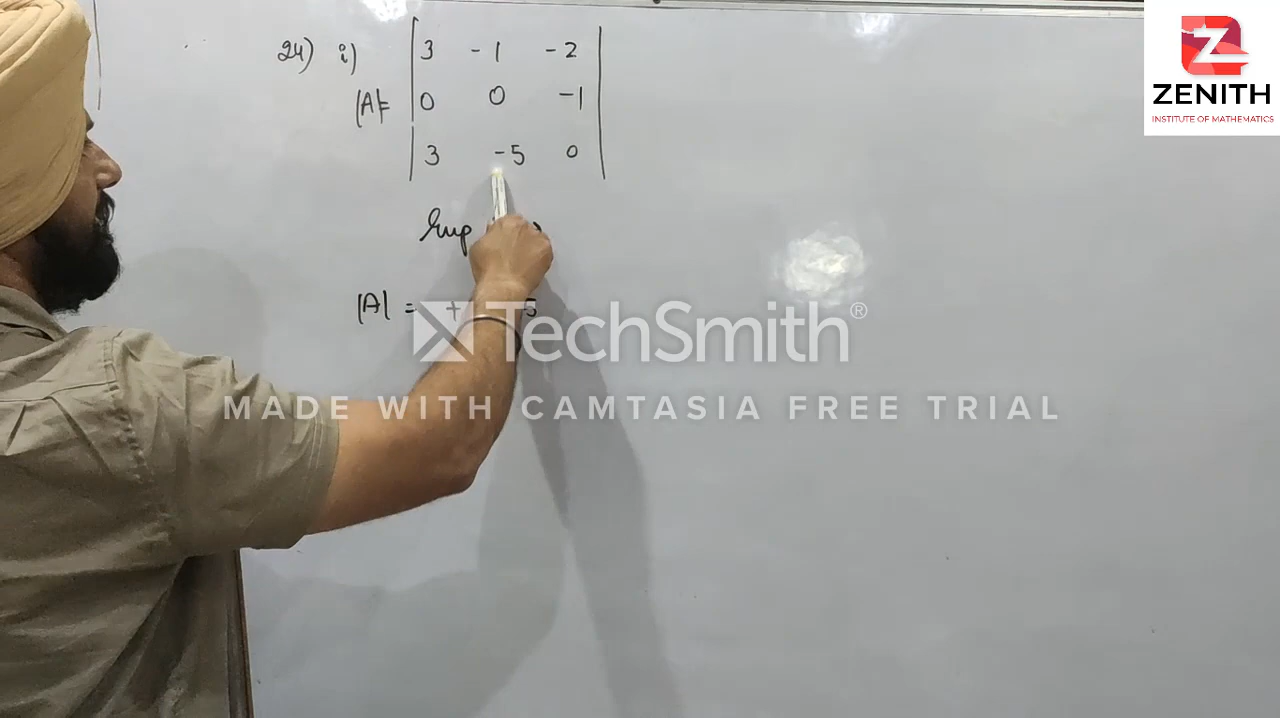 24) i) | 3 -1 -2 |
|A|= | 0 0 -1 |
| 3 -5 0 |
|A| = +
Z
ZENITH
INSTITUTE OF MATHEMATICS
TechSmith®
MADE WITH CAMTASIA FREE TRIAL